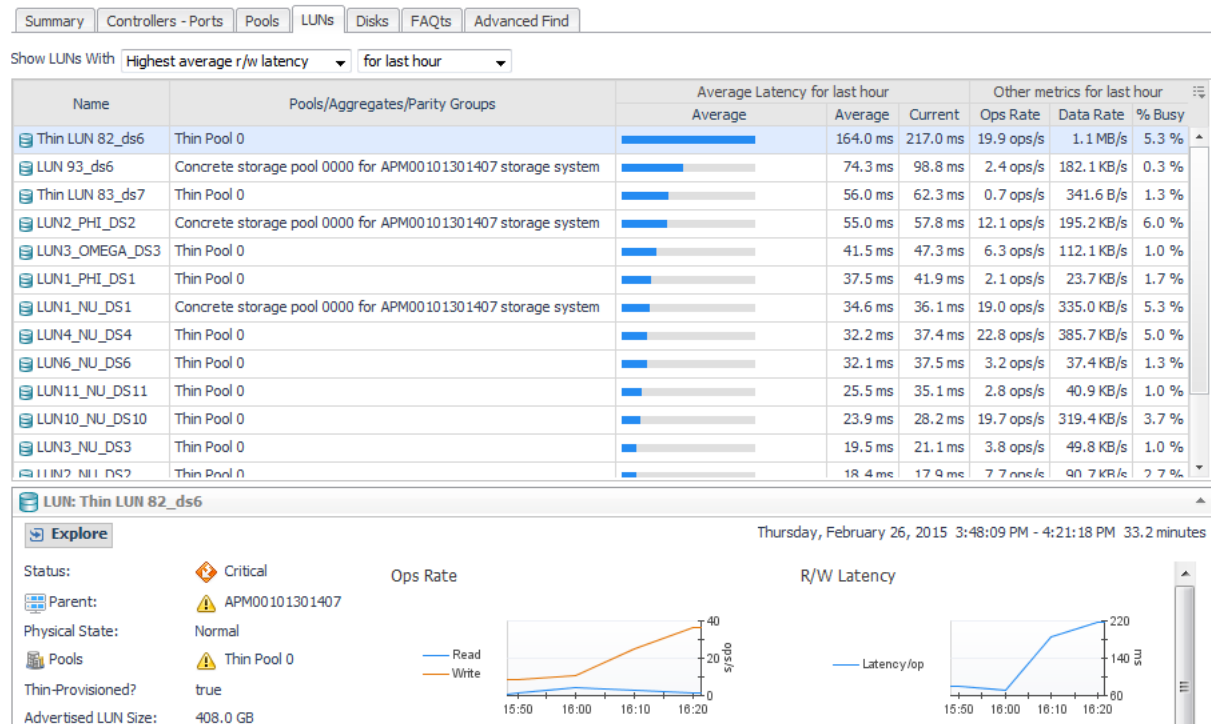 Summary Controllers - Ports Pools LUNs Disks FAQts Advanced Find
Show LUNs With Highest average r/w latency for last hour
Name Pools/Aggregates/Parity Groups Average Latency for last hour Other metrics for last hour
Average Average Current Ops Rate Data Rate % Busy
Thin LUN 82_ds6 Thin Pool 0 164.0 ms 217.0 ms 19.9 ops/s 1.1 MB/s 5.3 %
LUN 93_ds6 Concrete storage pool 0000 for APM00101301407 storage system 74.3 ms 98.8 ms 2.4 ops/s 182.1 KB/s 0.3 %
Thin LUN 83_ds7 Thin Pool 0 56.0 ms 62.3 ms 0.7 ops/s 341.6 B/s 1.3 %
LUN2_PHI_DS2 Concrete storage pool 0000 for APM00101301407 storage system 55.0 ms 57.8 ms 12.1 ops/s 195.2 KB/s 6.0 %
LUN3_OMEGA_DS3 Thin Pool 0 41.5 ms 47.3 ms 6.3 ops/s 112.1 KB/s 1.0 %
LUN1_PHI_DS1 Thin Pool 0 37.5 ms 41.9 ms 2.1 ops/s 23.7 KB/s 1.7 %
LUN1_NU_DS1 Concrete storage pool 0000 for APM00101301407 storage system 34.6 ms 36.1 ms 19.0 ops/s 335.0 KB/s 5.3 %
LUN4_NU_DS4 Thin Pool 0 32.2 ms 37.4 ms 22.8 ops/s 385.7 KB/s 5.0 %
LUN6_NU_DS6 Thin Pool 0 32.1 ms 37.5 ms 3.2 ops/s 37.4 KB/s 1.3 %
LUN11_NU_DS11 Thin Pool 0 25.5 ms 35.1 ms 2.8 ops/s 40.9 KB/s 1.0 %
LUN10_NU_DS10 Thin Pool 0 23.9 ms 28.2 ms 19.7 ops/s 319.4 KB/s 3.7 %
LUN3_NU_DS3 Thin Pool 0 19.5 ms 21.1 ms 3.8 ops/s 49.8 KB/s 1.0 %
LUN2_NU_DS2 Thin Pool 0 18.4 ms 17.9 ms 7.7 ops/s 90.7 KB/s 2.7 %
LUN: Thin LUN 82_ds6
Explore Thursday, February 26, 2015 3:48:09 PM - 4:21:18 PM 33.2 minutes
Status: Critical Ops Rate R/W Latency
Parent: APM00101301407
Physical State: Normal
Pools Thin Pool 0
Thin-Provisioned? true
Advertised LUN Size: 408.0 GB
Read
Write
40
20
0
ops/s
15:50 16:00 16:10 16:20
Latency/op
220
140
60
ms
15:50 16:00 16:10 16:20